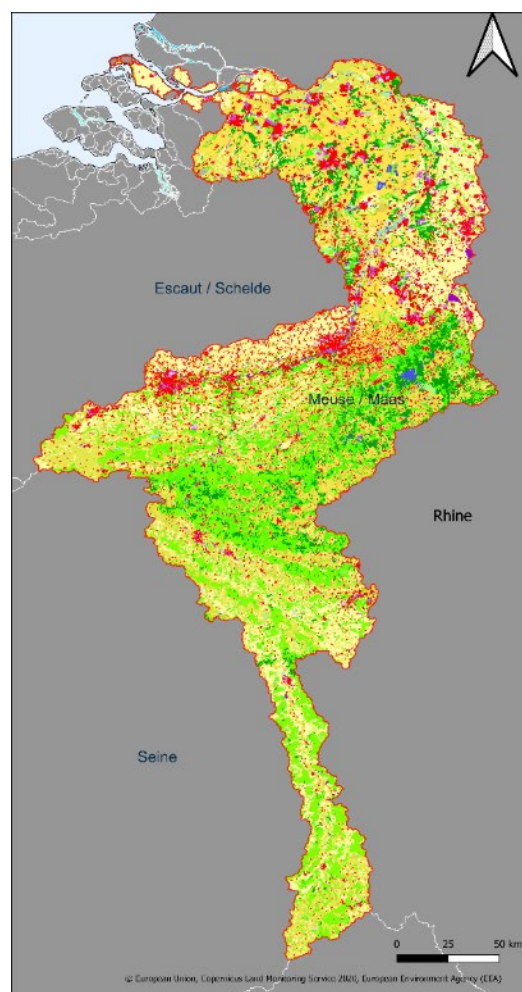 Escaut / Schelde
Meuse / Maas
Rhine
Seine
0 25 50 km
© European Union, Copernicus Land Monitoring Service 2020, European Environment Agency (EEA)